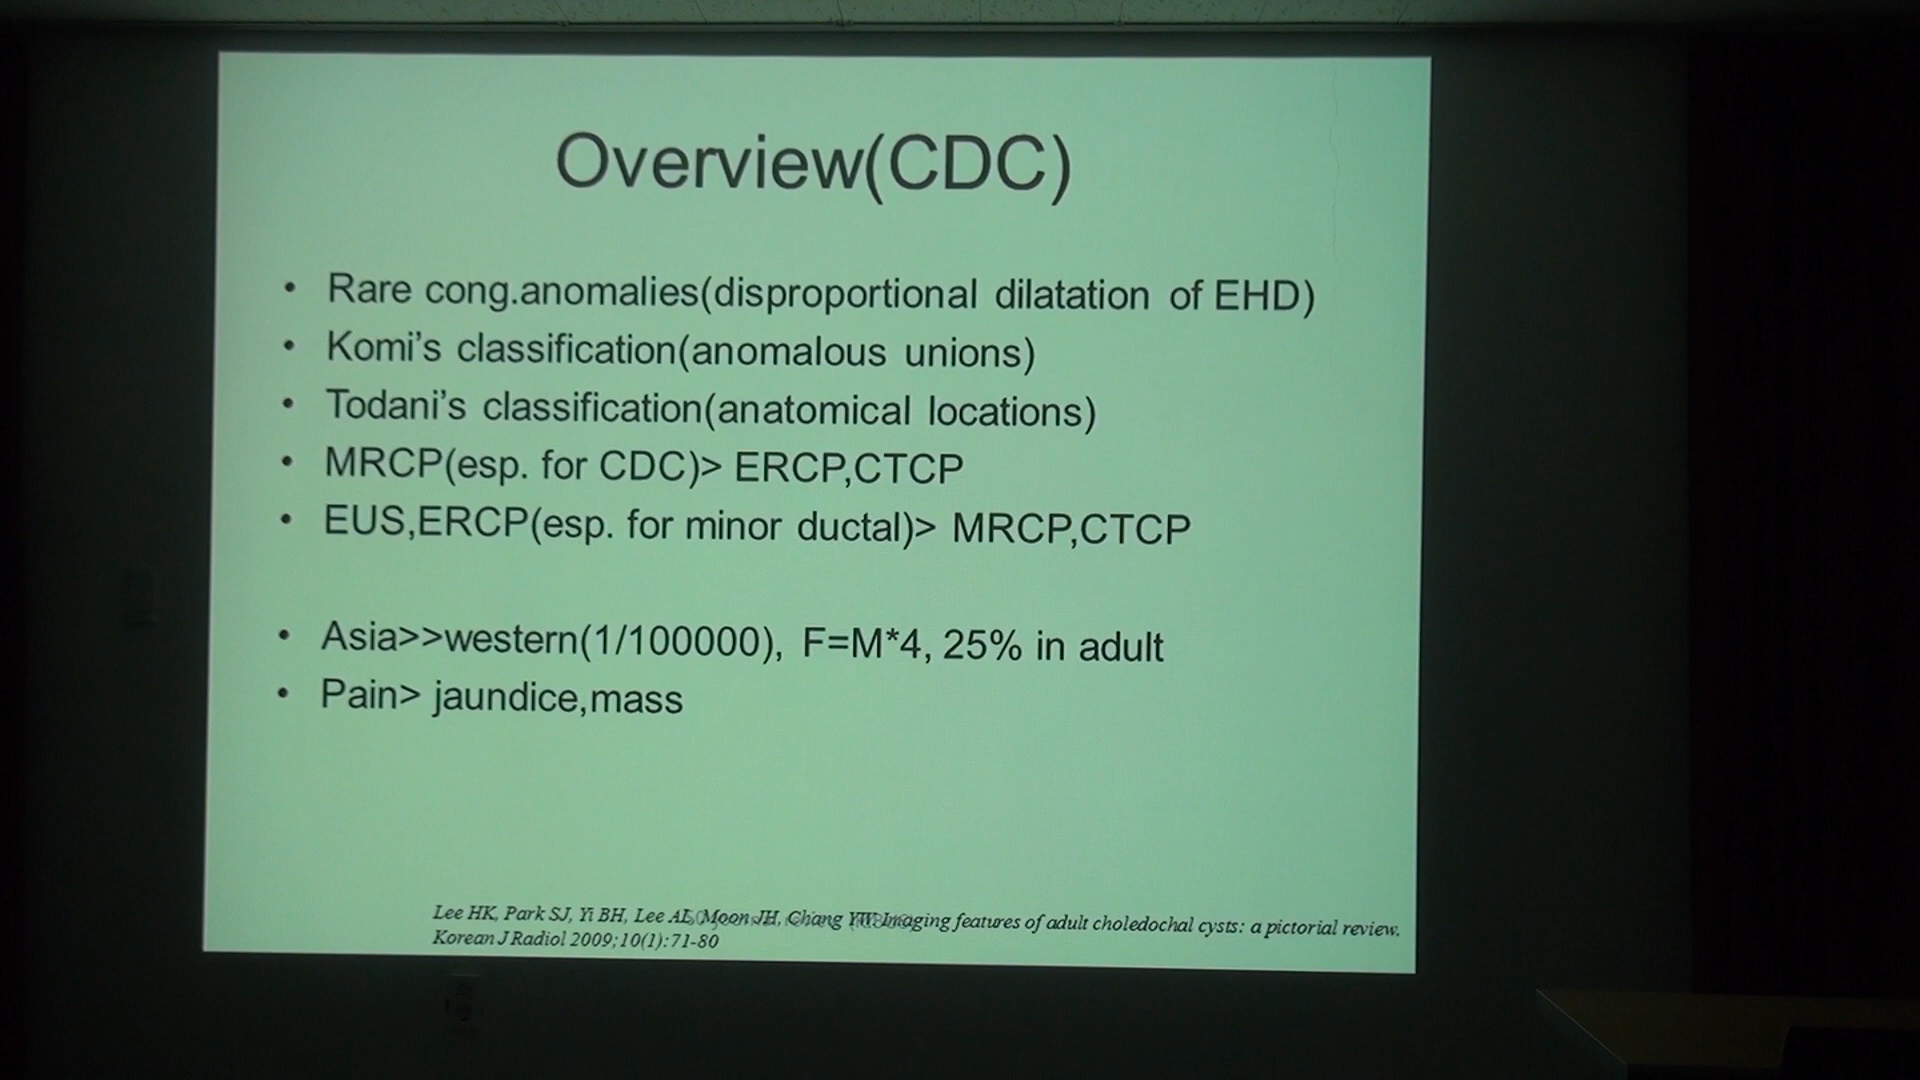 Overview(CDC)
• Rare cong.anomalies(disproportional dilatation of EHD)
• Komi's classification(anomalous unions)
• Todani's classification(anatomical locations)
• MRCP(esp. for CDC)> ERCP,CTCP
• EUS,ERCP(esp. for minor ductal)> MRCP,CTCP
• Asia>>western(1/100000), F=M*4, 25% in adult
• Pain> jaundice,mass
Lee HK, Park SJ, Yi BH, Lee AL, Moon JH, Chang YW. Imaging features of adult choledochal cysts: a pictorial review.
Korean J Radiol 2009;10(1):71-80